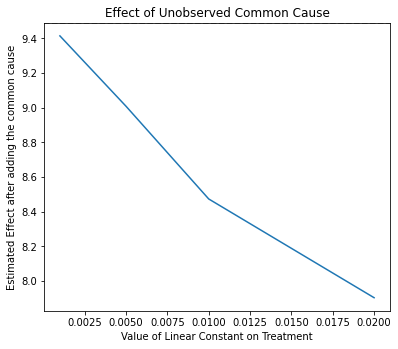 Effect of Unobserved Common Cause
Estimated Effect after adding the common cause
9.4
9.2
9.0
8.8
8.6
8.4
8.2
8.0
0.0025 0.0050 0.0075 0.0100 0.0125 0.0150 0.0175 0.0200
Value of Linear Constant on Treatment